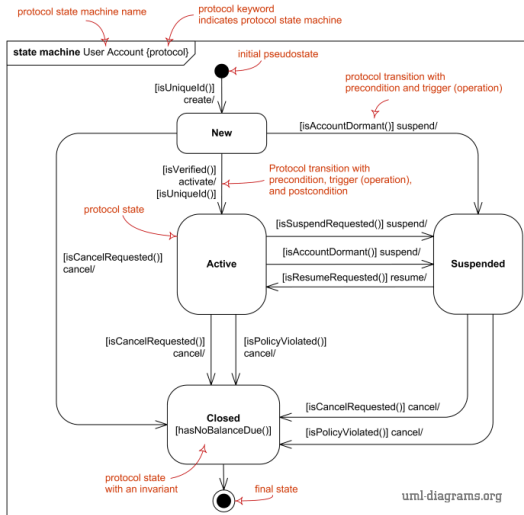 protocol state machine name
protocol keyword
indicates protocol state machine
state machine User Account {protocol}
initial pseudostate
[isUniqueId()]
create/
protocol transition with
precondition and trigger (operation)
New
[isAccountDormant()] suspend/
[isVerified()]
activate/
[isUniqueId()]
Protocol transition with
precondition, trigger (operation),
and postcondition
protocol state
[isSuspendRequested()] suspend/
[isCancelRequested()]
cancel/
Active
[isAccountDormant()] suspend/
Suspended
[isResumeRequested()] resume/
[isCancelRequested()]
cancel/
[isPolicyViolated()]
cancel/
Closed
[hasNoBalanceDue()]
[isCancelRequested()] cancel/
[isPolicyViolated()] cancel/
protocol state
with an invariant
final state
uml-diagrams.org